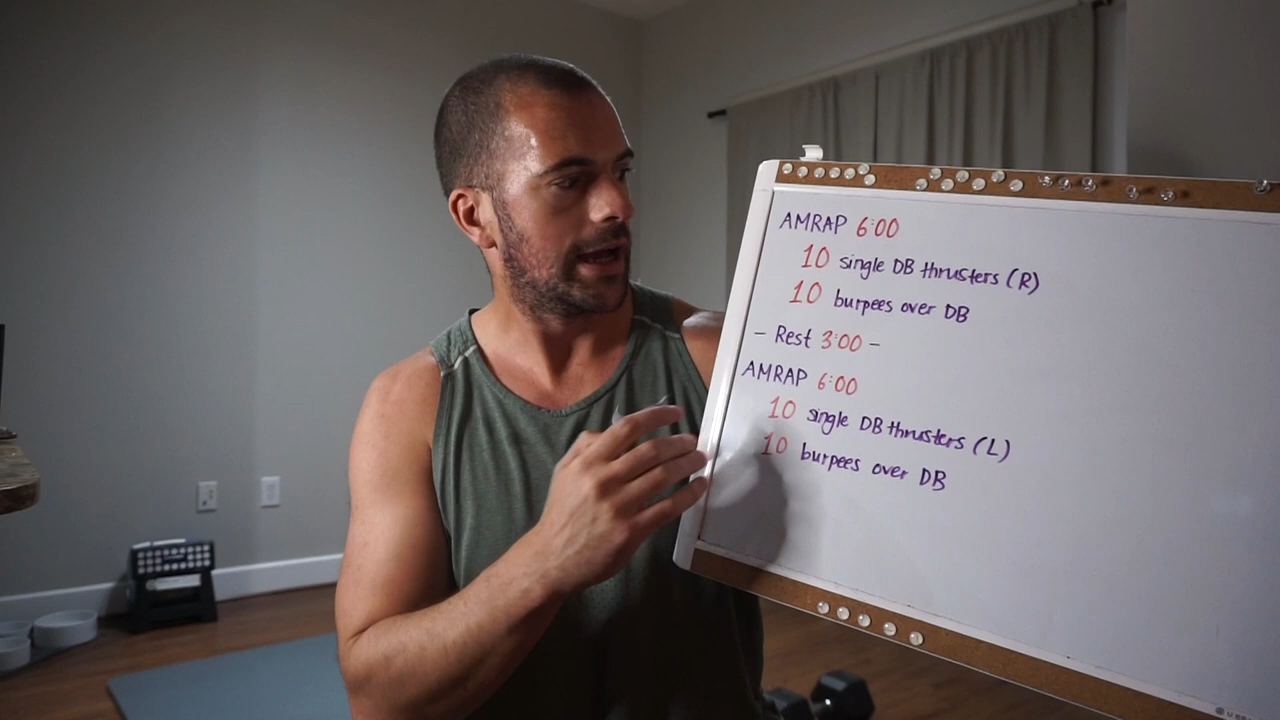 AMRAP 6:00
10 single DB thrusters (R)
10 burpees over DB
- Rest 3:00 -
AMRAP 6:00
10 single DB thrusters (L)
10 burpees over DB